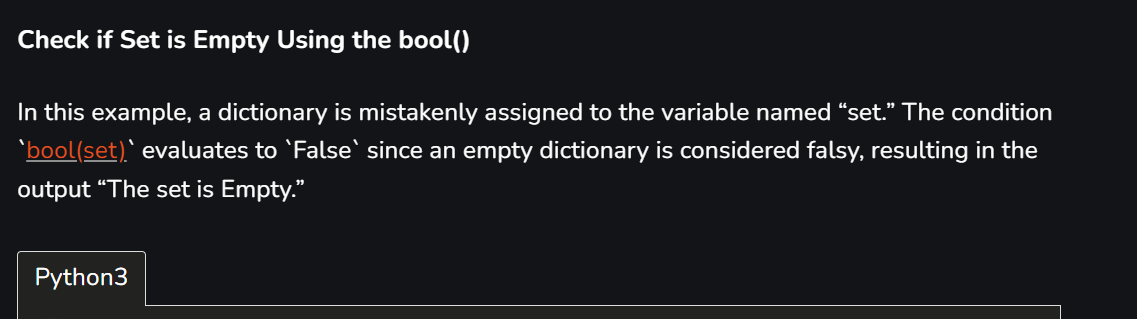 Check if Set is Empty Using the bool()
In this example, a dictionary is mistakenly assigned to the variable named “set.” The condition
`bool(set)` evaluates to `False` since an empty dictionary is considered falsy, resulting in the
output “The set is Empty.”
Python3